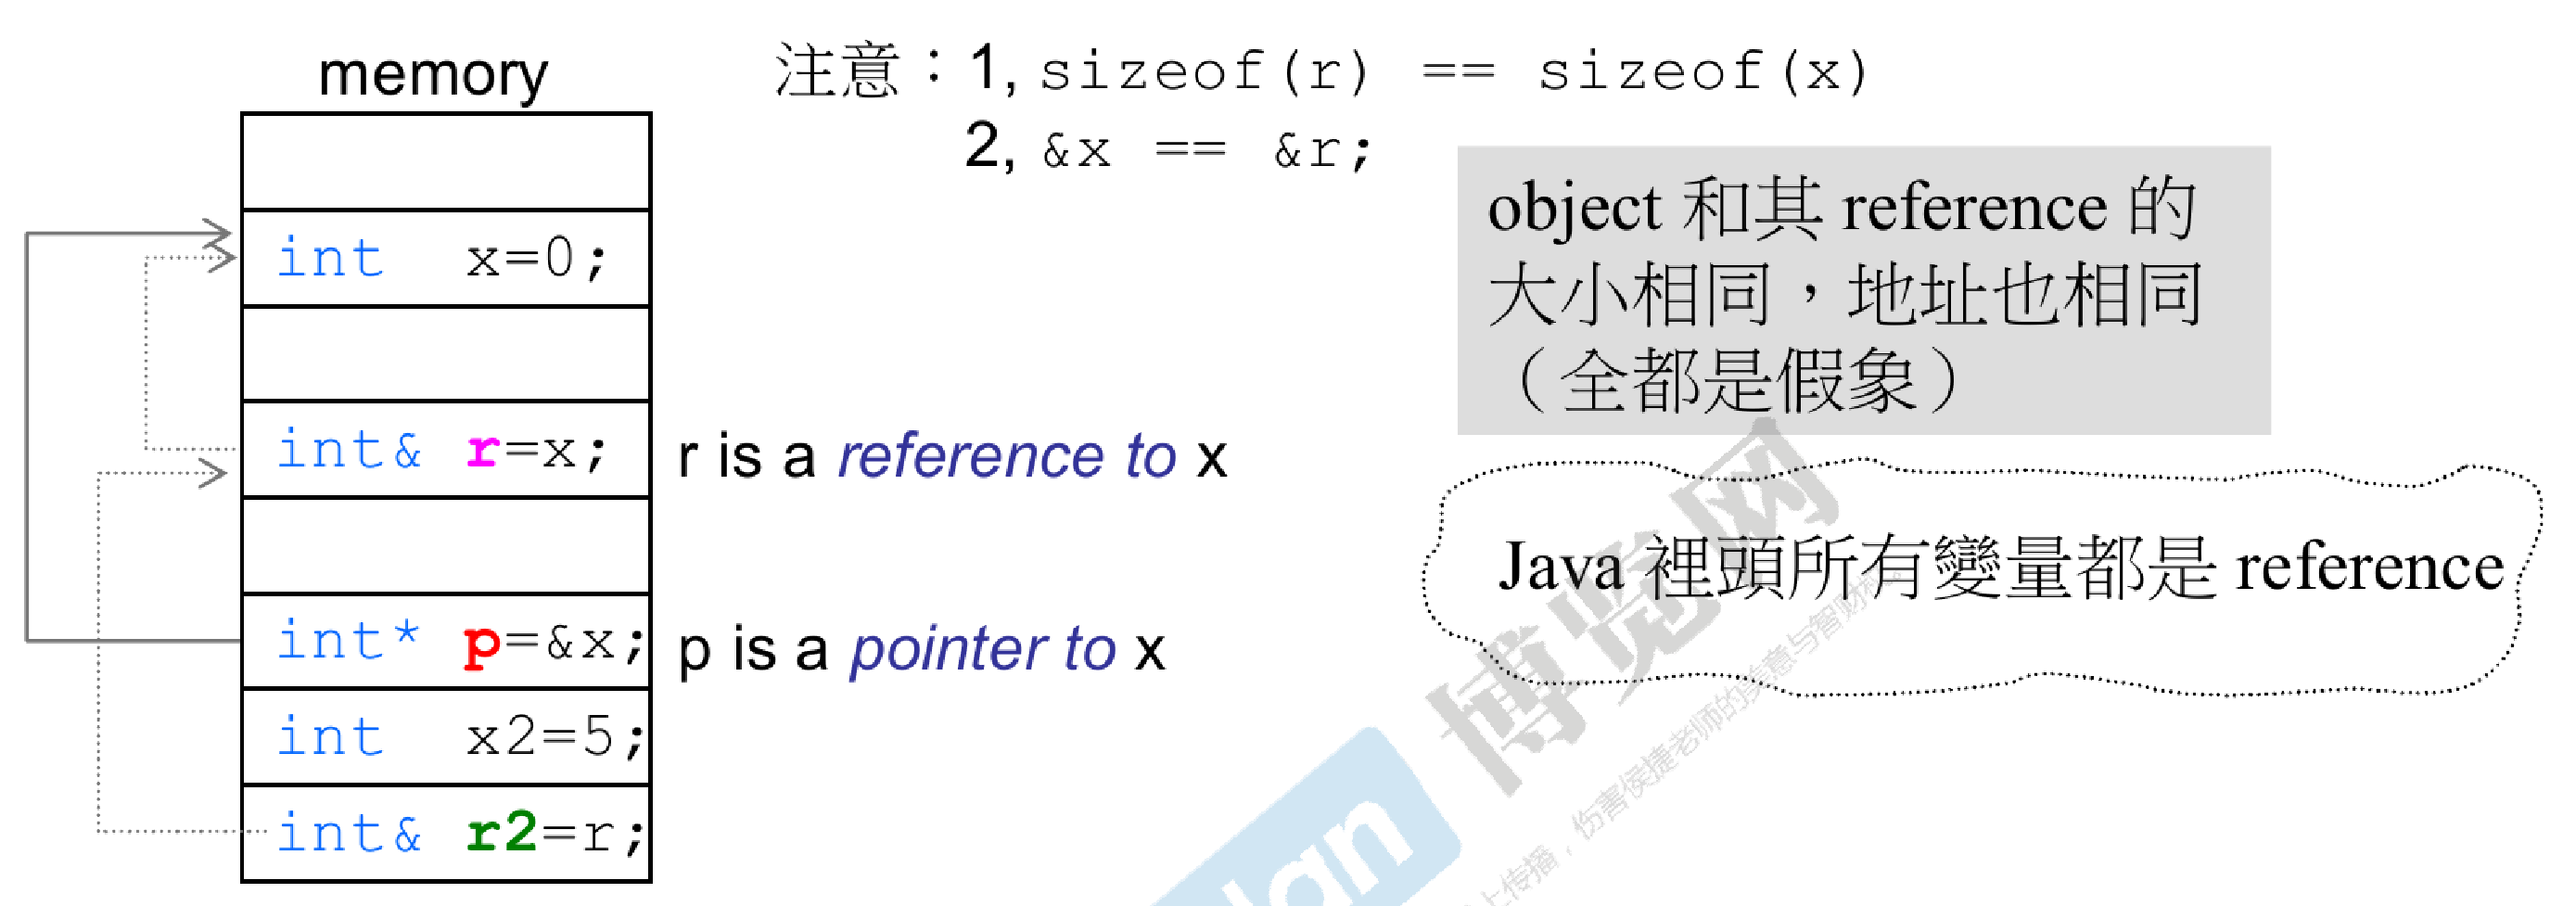 memory
注意：1, sizeof(r) == sizeof(x)
2, &x == &r;
object 和其 reference 的
大小相同，地址也相同
（全都是假象）
int x=0;
int& r=x;
r is a reference to x
Java 裡頭所有變量都是 reference
int* p=&x;
p is a pointer to x
int x2=5;
int& r2=r;
博览网
伤害侯捷老师的美意与智财权
上传播，
lan